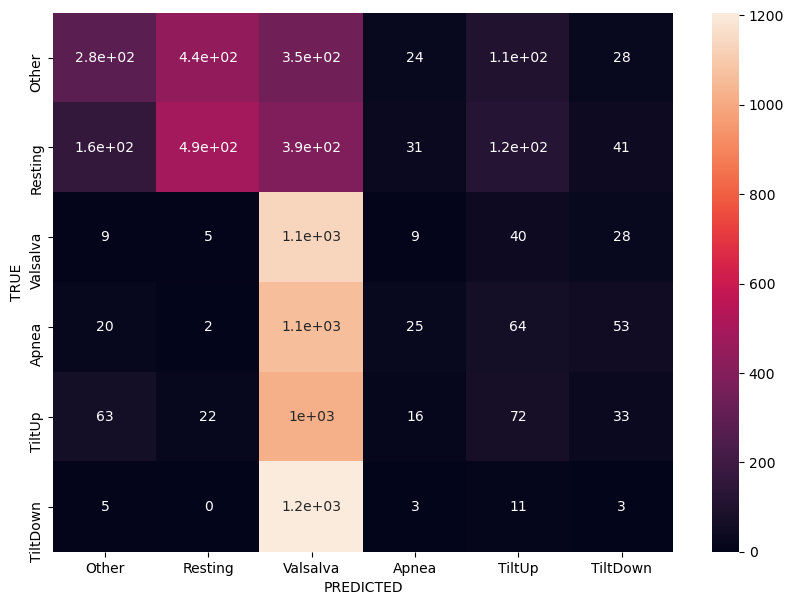 Other 2.8e+02 4.4e+02 3.5e+02 24 1.1e+02 28
Resting 1.6e+02 4.9e+02 3.9e+02 31 1.2e+02 41
Valsalva 9 5 1.1e+03 9 40 28
Apnea 20 2 1.1e+03 25 64 53
TiltUp 63 22 1e+03 16 72 33
TiltDown 5 0 1.2e+03 3 11 3
Other Resting Valsalva Apnea TiltUp TiltDown
PREDICTED
TRUE
1200
1000
800
600
400
200
0